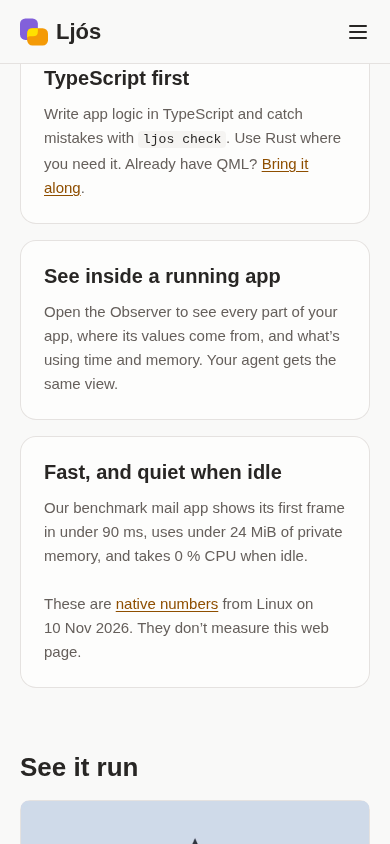 Ljós
TypeScript first
Write app logic in TypeScript and catch
mistakes with ljos check. Use Rust where
you need it. Already have QML? Bring it
along.
See inside a running app
Open the Observer to see every part of your
app, where its values come from, and what’s
using time and memory. Your agent gets the
same view.
Fast, and quiet when idle
Our benchmark mail app shows its first frame
in under 90 ms, uses under 24 MiB of private
memory, and takes 0 % CPU when idle.
These are native numbers from Linux on
10 Nov 2026. They don’t measure this web
page.
See it run